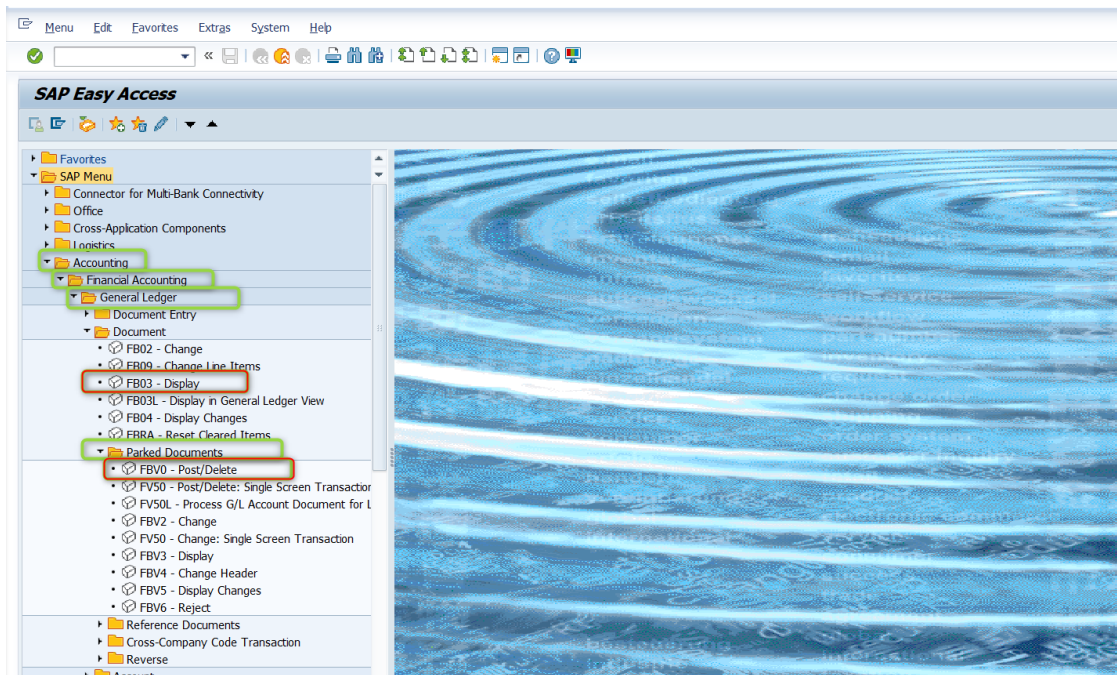 Menu Edit Favorites Extras System Help
SAP Easy Access
Favorites
SAP Menu
Connector for Multi-Bank Connectivity
Office
Cross-Application Components
Logistics
Accounting
Financial Accounting
General Ledger
Document Entry
Document
FB02 - Change
FB09 - Change Line Items
FB03 - Display
FB03L - Display in General Ledger View
FB04 - Display Changes
FBRA - Reset Cleared Items
Parked Documents
FBV0 - Post/Delete
FV50 - Post/Delete: Single Screen Transaction
FV50L - Process G/L Account Document for L
FBV2 - Change
FV50 - Change: Single Screen Transaction
FBV3 - Display
FBV4 - Change Header
FBV5 - Display Changes
FBV6 - Reject
Reference Documents
Cross-Company Code Transaction
Reverse
Account